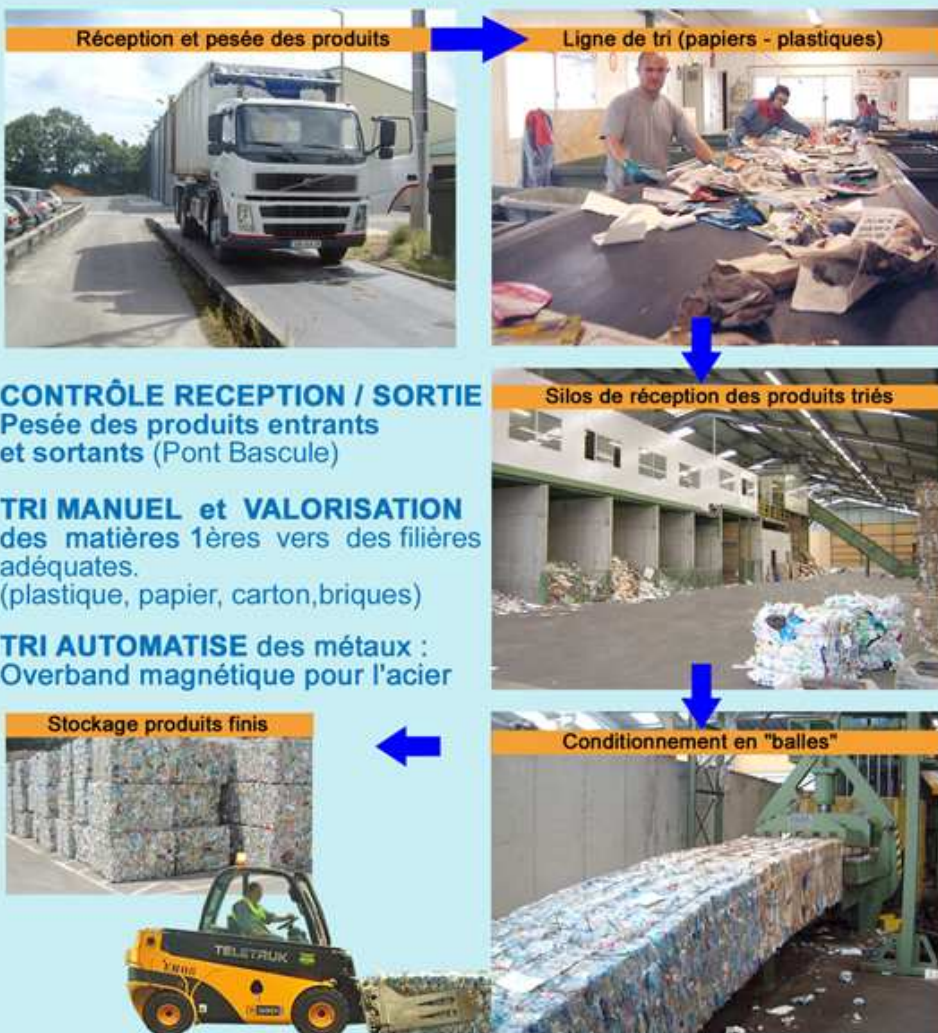 Réception et pesée des produits
Ligne de tri (papiers - plastiques)
CONTRÔLE RECEPTION / SORTIE
Pesée des produits entrants
et sortants (Pont Bascule)
TRI MANUEL et VALORISATION
des matières 1ères vers des filières
adéquates.
(plastique, papier, carton,briques)
TRI AUTOMATISE des métaux :
Overband magnétique pour l'acier
Silos de réception des produits triés
Stockage produits finis
Conditionnement en "balles"
TELETRUK